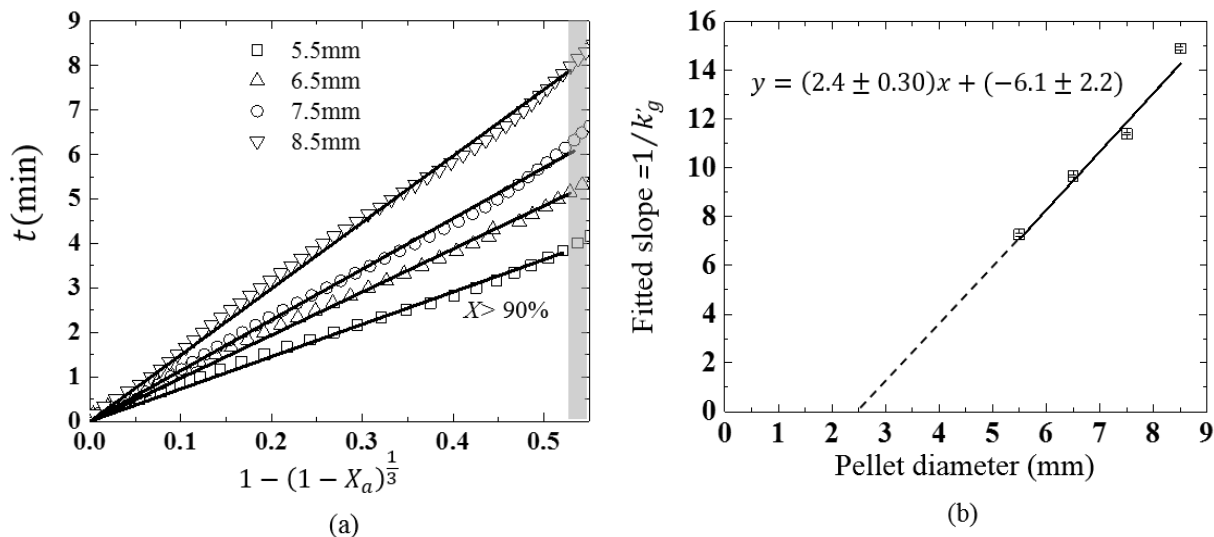 9
8
7
6
5
4
3
2
1
0
t(min)
5.5mm
6.5mm
7.5mm
8.5mm
X> 90%
0.0 0.1 0.2 0.3 0.4 0.5
1 − (1 − Xₐ)^(1/3)
(a)
16
14
12
10
8
6
4
2
0
Fitted slope =1/k'g
y = (2.4 ± 0.30)x + (−6.1 ± 2.2)
0 1 2 3 4 5 6 7 8 9
Pellet diameter (mm)
(b)